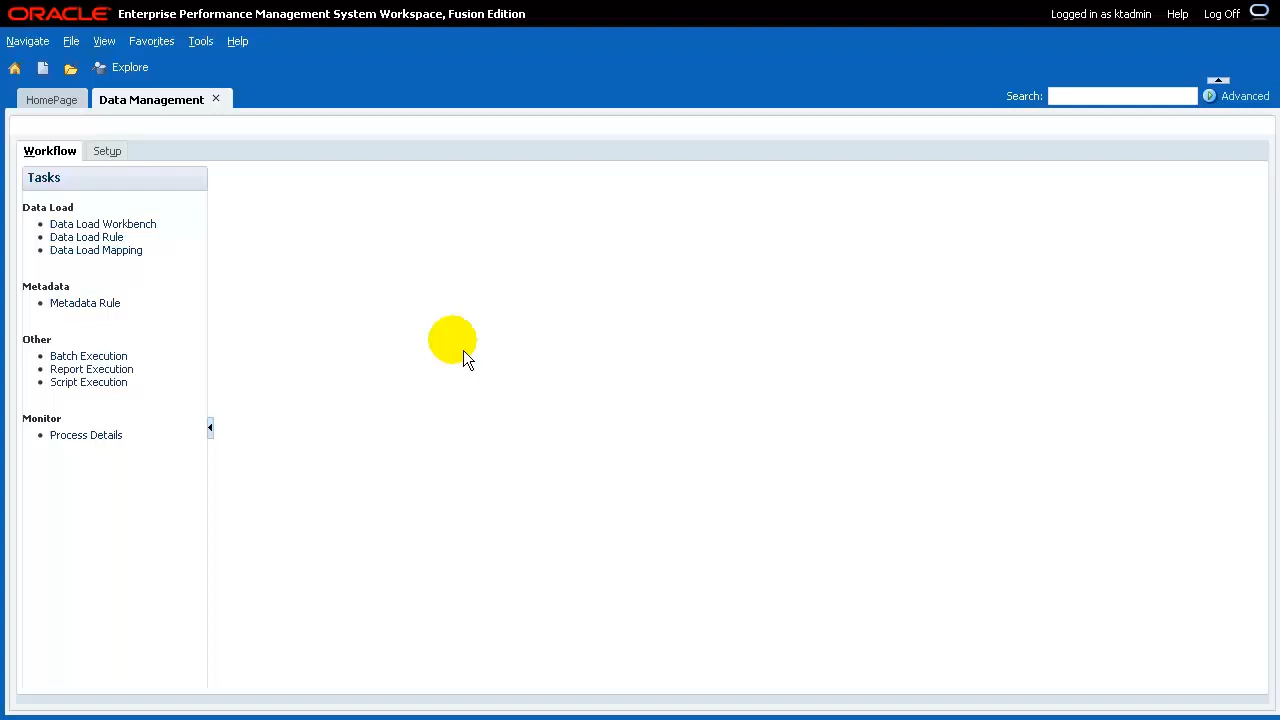 ORACLE Enterprise Performance Management System Workspace, Fusion Edition Logged in as ktadmin Help Log Off
Navigate File View Favorites Tools Help
Explore
HomePage Data Management Search: Advanced
Workflow Setup
Tasks
Data Load
Data Load Workbench
Data Load Rule
Data Load Mapping
Metadata
Metadata Rule
Other
Batch Execution
Report Execution
Script Execution
Monitor
Process Details